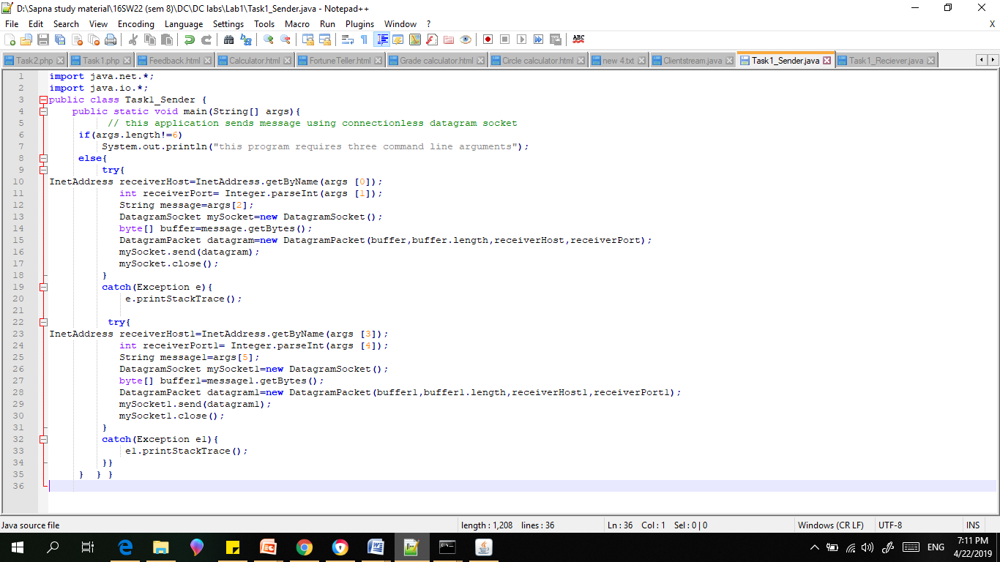 D:\Sapna study material\16SW22 (sem 8)\DC\DC labs\Lab1\Task1_Sender.java - Notepad++
File Edit Search View Encoding Language Settings Tools Macro Run Plugins Window ? X
ABC
Task2.php Task1.php Feedback.html Calculator.html FortuneTeller.html Grade calculator.html Circle calculator.html new 4.txt Clientstream.java Task1_Sender.java Task1_Reciever.java
1 import java.net.*;
2 import java.io.*;
3 public class Task1_Sender {
4 public static void main(String[] args){
5 // this application sends message using connectionless datagram socket
6 if(args.length!=6)
7 System.out.println("this program requires three command line arguments");
8 else{
9 try{
10 InetAddress receiverHost=InetAddress.getByName(args [0]);
11 int receiverPort= Integer.parseInt(args [1]);
12 String message=args[2];
13 DatagramSocket mySocket=new DatagramSocket();
14 byte[] buffer=message.getBytes();
15 DatagramPacket datagram=new DatagramPacket(buffer,buffer.length,receiverHost,receiverPort);
16 mySocket.send(datagram);
17 mySocket.close();
18 }
19 catch(Exception e){
20 e.printStackTrace();
21
22 try{
23 InetAddress receiverHost1=InetAddress.getByName(args [3]);
24 int receiverPort1= Integer.parseInt(args [4]);
25 String message1=args[5];
26 DatagramSocket mySocket1=new DatagramSocket();
27 byte[] buffer1=message1.getBytes();
28 DatagramPacket datagram1=new DatagramPacket(buffer1,buffer1.length,receiverHost1,receiverPort1);
29 mySocket1.send(datagram1);
30 mySocket1.close();
31 }
32 catch(Exception e1){
33 e1.printStackTrace();
34 }}
35 } } }
36
Java source file length : 1,208 lines : 36 Ln : 36 Col : 1 Sel : 0 | 0 Windows (CR LF) UTF-8 INS
ENG 7:11 PM
4/22/2019